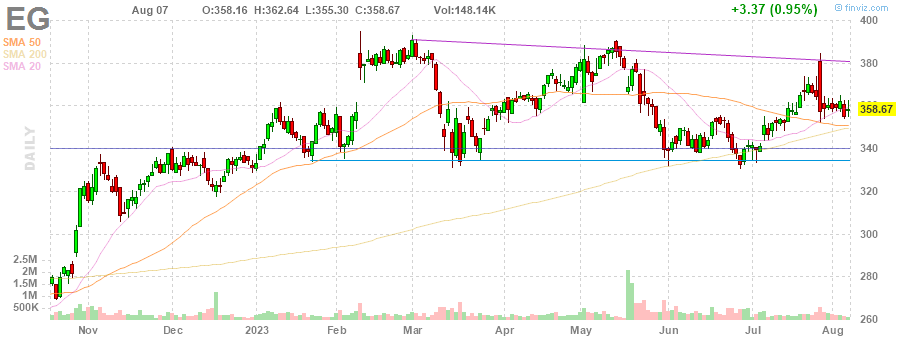 EG Aug 07 O:358.16 H:362.64 L:355.30 C:358.67 Vol:148.14K +3.37 (0.95%) © finviz.com
SMA 50
SMA 200
SMA 20
DAILY
400
380
360
358.67
340
320
300
280
260
2.5M
2M
1.5M
1M
500K
Nov Dec 2023 Feb Mar Apr May Jun Jul Aug